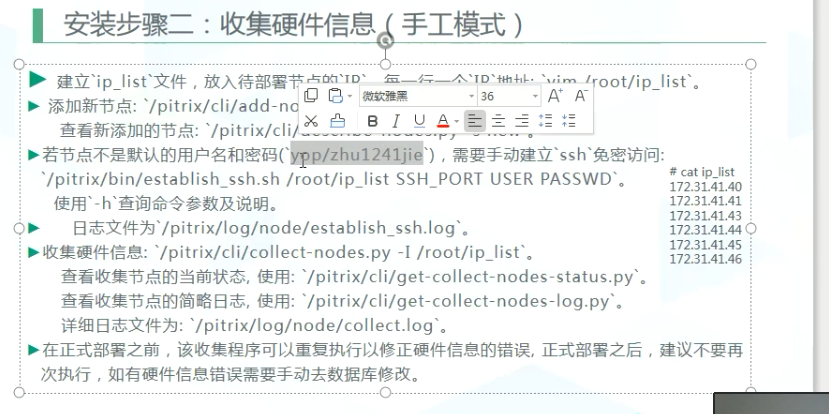 安装步骤二：收集硬件信息（手工模式）
建立`ip_list`文件，放入待部署节点的`IP`，每一行一个`IP`地址: `vim /root/ip_list`。
微软雅黑 36 A+ A-
添加新节点: `/pitrix/cli/add-no
B I U A
查看新添加的节点: `/pitrix/cli/describe-nodes.py
若节点不是默认的用户名和密码(`yop/zhu1241jie`)，需要手动建立`ssh`免密访问:
`/pitrix/bin/establish_ssh.sh /root/ip_list SSH_PORT USER PASSWD`。
使用`-h`查询命令参数及说明。
日志文件为`/pitrix/log/node/establish_ssh.log`。
收集硬件信息: `/pitrix/cli/collect-nodes.py -I /root/ip_list`。
查看收集节点的当前状态, 使用: `/pitrix/cli/get-collect-nodes-status.py`。
查看收集节点的简略日志, 使用: `/pitrix/cli/get-collect-nodes-log.py`。
详细日志文件为: `/pitrix/log/node/collect.log`。
在正式部署之前，该收集程序可以重复执行以修正硬件信息的错误, 正式部署之后，建议不要再
次执行，如有硬件信息错误需要手动去数据库修改。
# cat ip_list
172.31.41.40
172.31.41.41
172.31.41.43
172.31.41.44
172.31.41.45
172.31.41.46